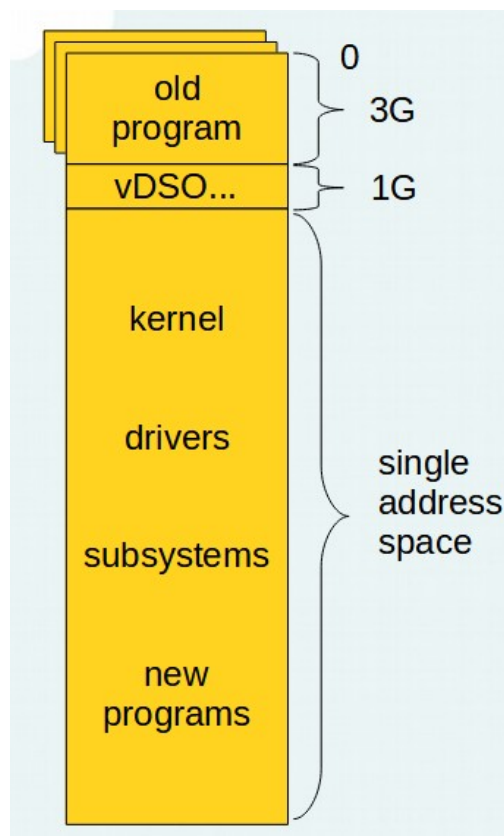 0
old
program
3G
vDSO...
1G
kernel
drivers
single
address
space
subsystems
new
programs